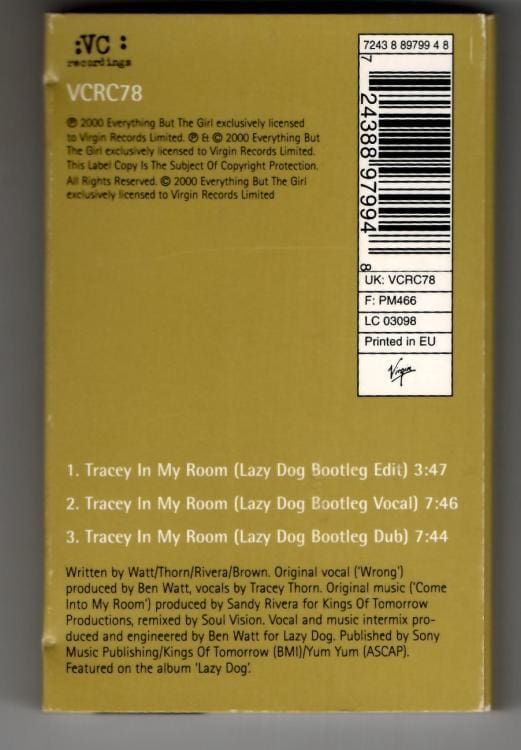 :VC :
recordings
VCRC78
℗ 2000 Everything But The Girl exclusively licensed
to Virgin Records Limited. ℗ & © 2000 Everything But
The Girl exclusively licensed to Virgin Records Limited.
This Label Copy Is The Subject Of Copyright Protection.
All Rights Reserved. © 2000 Everything But The Girl
exclusively licensed to Virgin Records Limited
7243 8 89799 4 8
7 24388 97994 8
UK: VCRC78
F: PM466
LC 03098
Printed in EU
Virgin
1. Tracey In My Room (Lazy Dog Bootleg Edit) 3:47
2. Tracey In My Room (Lazy Dog Bootleg Vocal) 7:46
3. Tracey In My Room (Lazy Dog Bootleg Dub) 7:44
Written by Watt/Thorn/Rivera/Brown. Original vocal ('Wrong')
produced by Ben Watt, vocals by Tracey Thorn. Original music ('Come
Into My Room') produced by Sandy Rivera for Kings Of Tomorrow
Productions, remixed by Soul Vision. Vocal and music intermix pro-
duced and engineered by Ben Watt for Lazy Dog. Published by Sony
Music Publishing/Kings Of Tomorrow (BMI)/Yum Yum (ASCAP).
Featured on the album 'Lazy Dog'.